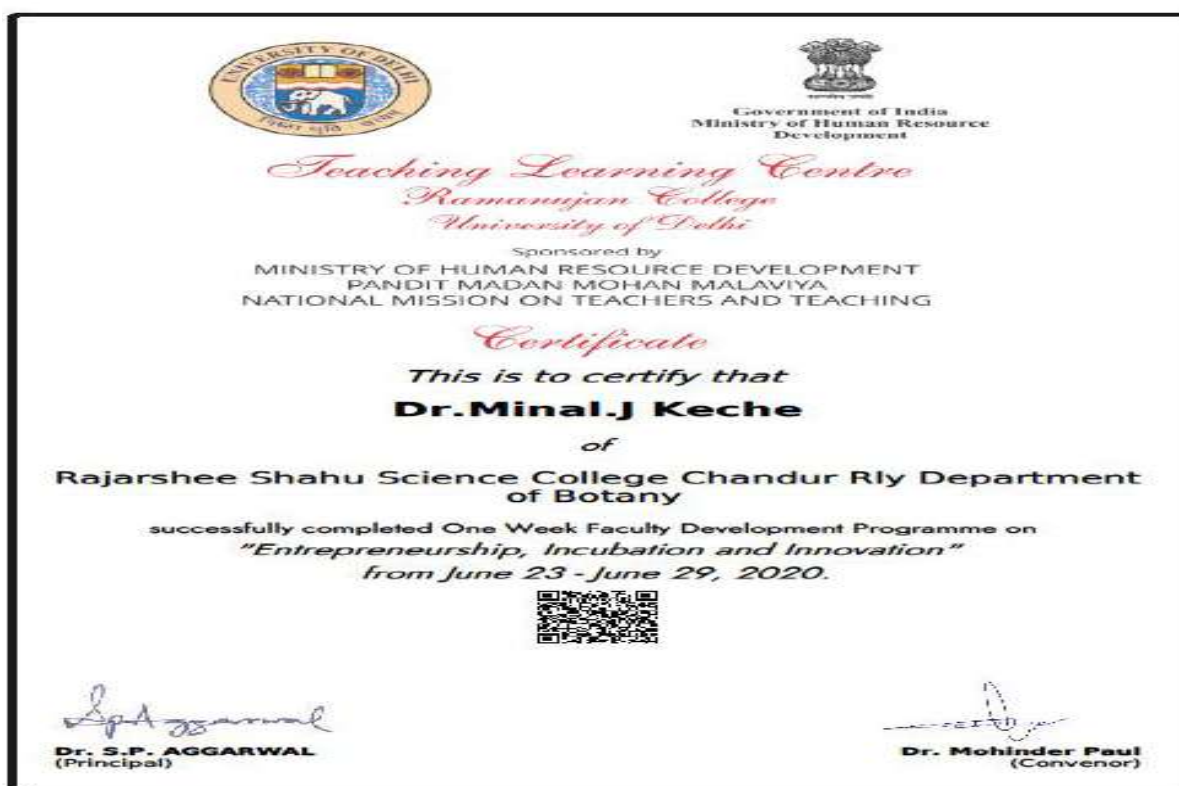 UNIVERSITY OF DELHI
Government of India
Ministry of Human Resource
Development
Teaching Learning Centre
Ramanujan College
University of Delhi
Sponsored by
MINISTRY OF HUMAN RESOURCE DEVELOPMENT
PANDIT MADAN MOHAN MALAVIYA
NATIONAL MISSION ON TEACHERS AND TEACHING
Certificate
This is to certify that
Dr.Minal.J Keche
of
Rajarshee Shahu Science College Chandur Rly Department
of Botany
successfully completed One Week Faculty Development Programme on
"Entrepreneurship, Incubation and Innovation"
from June 23 - June 29, 2020.
SpAggarwal
Dr. S.P. AGGARWAL
(Principal)
Dr. Mohinder Paul
(Convenor)